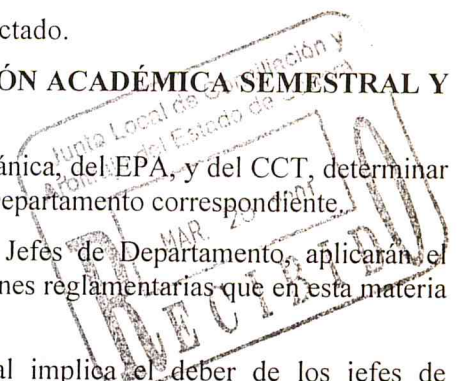 ctado.
ÓN ACADÉMICA SEMESTRAL Y
ánica, del EPA, y del CCT, determinar
epartamento correspondiente.
Jefes de Departamento, aplicarán el
nes reglamentarias que en esta materia
al implica el deber de los jefes de
Junta Local de Conciliación y
Arbitraje del Estado de
MAR 20
RECIBIDO